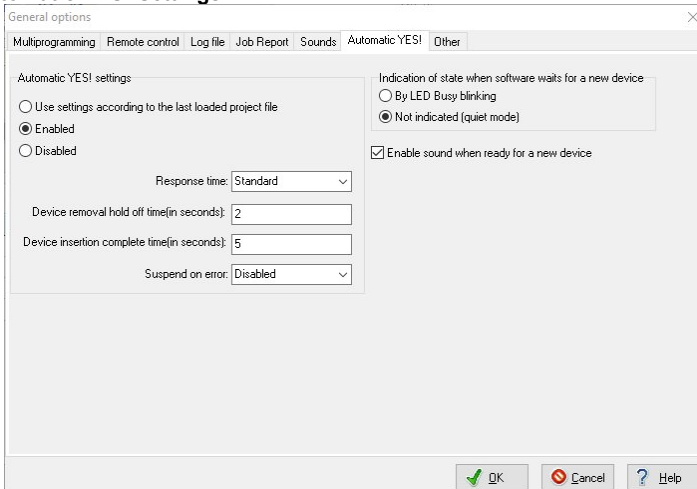 General options
Multiprogramming Remote control Log file Job Report Sounds Automatic YES! Other
Automatic YES! settings
Use settings according to the last loaded project file
Enabled
Disabled
Response time: Standard
Device removal hold off time(in seconds): 2
Device insertion complete time(in seconds): 5
Suspend on error: Disabled
Indication of state when software waits for a new device
By LED Busy blinking
Not indicated (quiet mode)
Enable sound when ready for a new device
OK Cancel ? Help